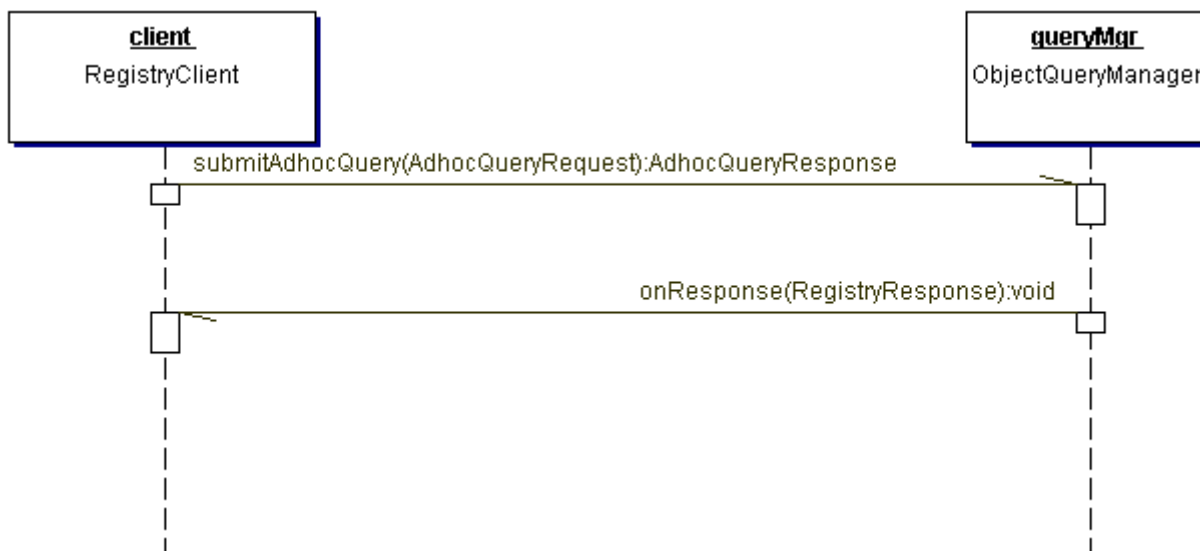 client
RegistryClient
queryMgr
ObjectQueryManager
submitAdhocQuery(AdhocQueryRequest):AdhocQueryResponse
onResponse(RegistryResponse):void